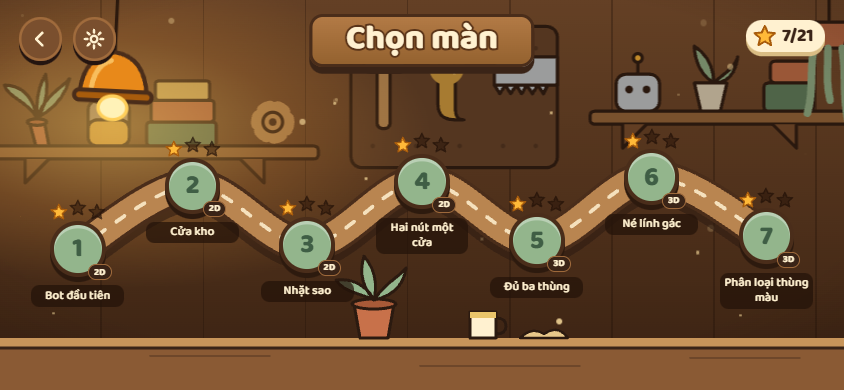 Chọn màn
7/21
1
2D
Bot đầu tiên
2
2D
Cửa kho
3
2D
Nhặt sao
4
2D
Hai nút một
cửa
5
3D
Đủ ba thùng
6
3D
Né lính gác
7
3D
Phân loại thùng
màu